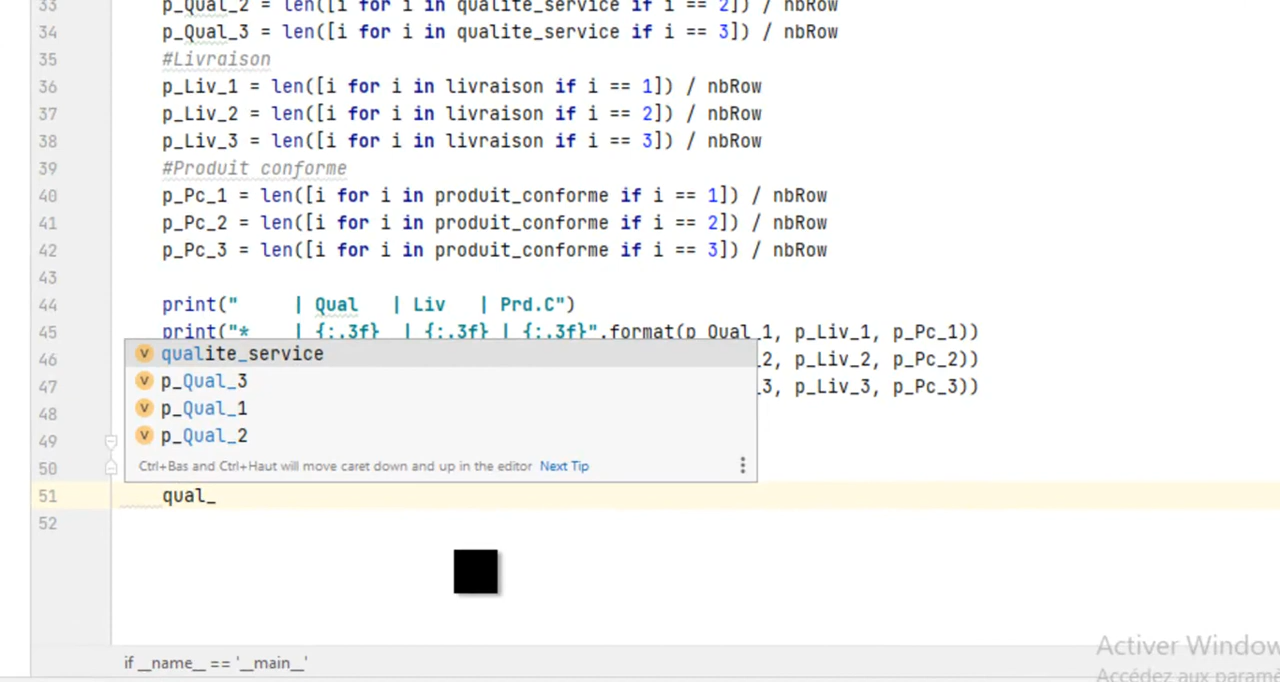 33 p_Qual_2 = len([i for i in qualite_service if i == 2]) / nbRow
34 p_Qual_3 = len([i for i in qualite_service if i == 3]) / nbRow
35 #Livraison
36 p_Liv_1 = len([i for i in livraison if i == 1]) / nbRow
37 p_Liv_2 = len([i for i in livraison if i == 2]) / nbRow
38 p_Liv_3 = len([i for i in livraison if i == 3]) / nbRow
39 #Produit conforme
40 p_Pc_1 = len([i for i in produit_conforme if i == 1]) / nbRow
41 p_Pc_2 = len([i for i in produit_conforme if i == 2]) / nbRow
42 p_Pc_3 = len([i for i in produit_conforme if i == 3]) / nbRow
43
44 print("     | Qual   | Liv   | Prd.C")
45 print("*    | {:.3f}  | {:.3f} | {:.3f}".format(p_Qual_1, p_Liv_1, p_Pc_1))
46 2, p_Liv_2, p_Pc_2))
47 3, p_Liv_3, p_Pc_3))
48
49
50
v qualite_service
v p_Qual_3
v p_Qual_1
v p_Qual_2
Ctrl+Bas and Ctrl+Haut will move caret down and up in the editor Next Tip
51 qual_
52
Activer Window
Accédez aux param
if __name__ == '__main__'